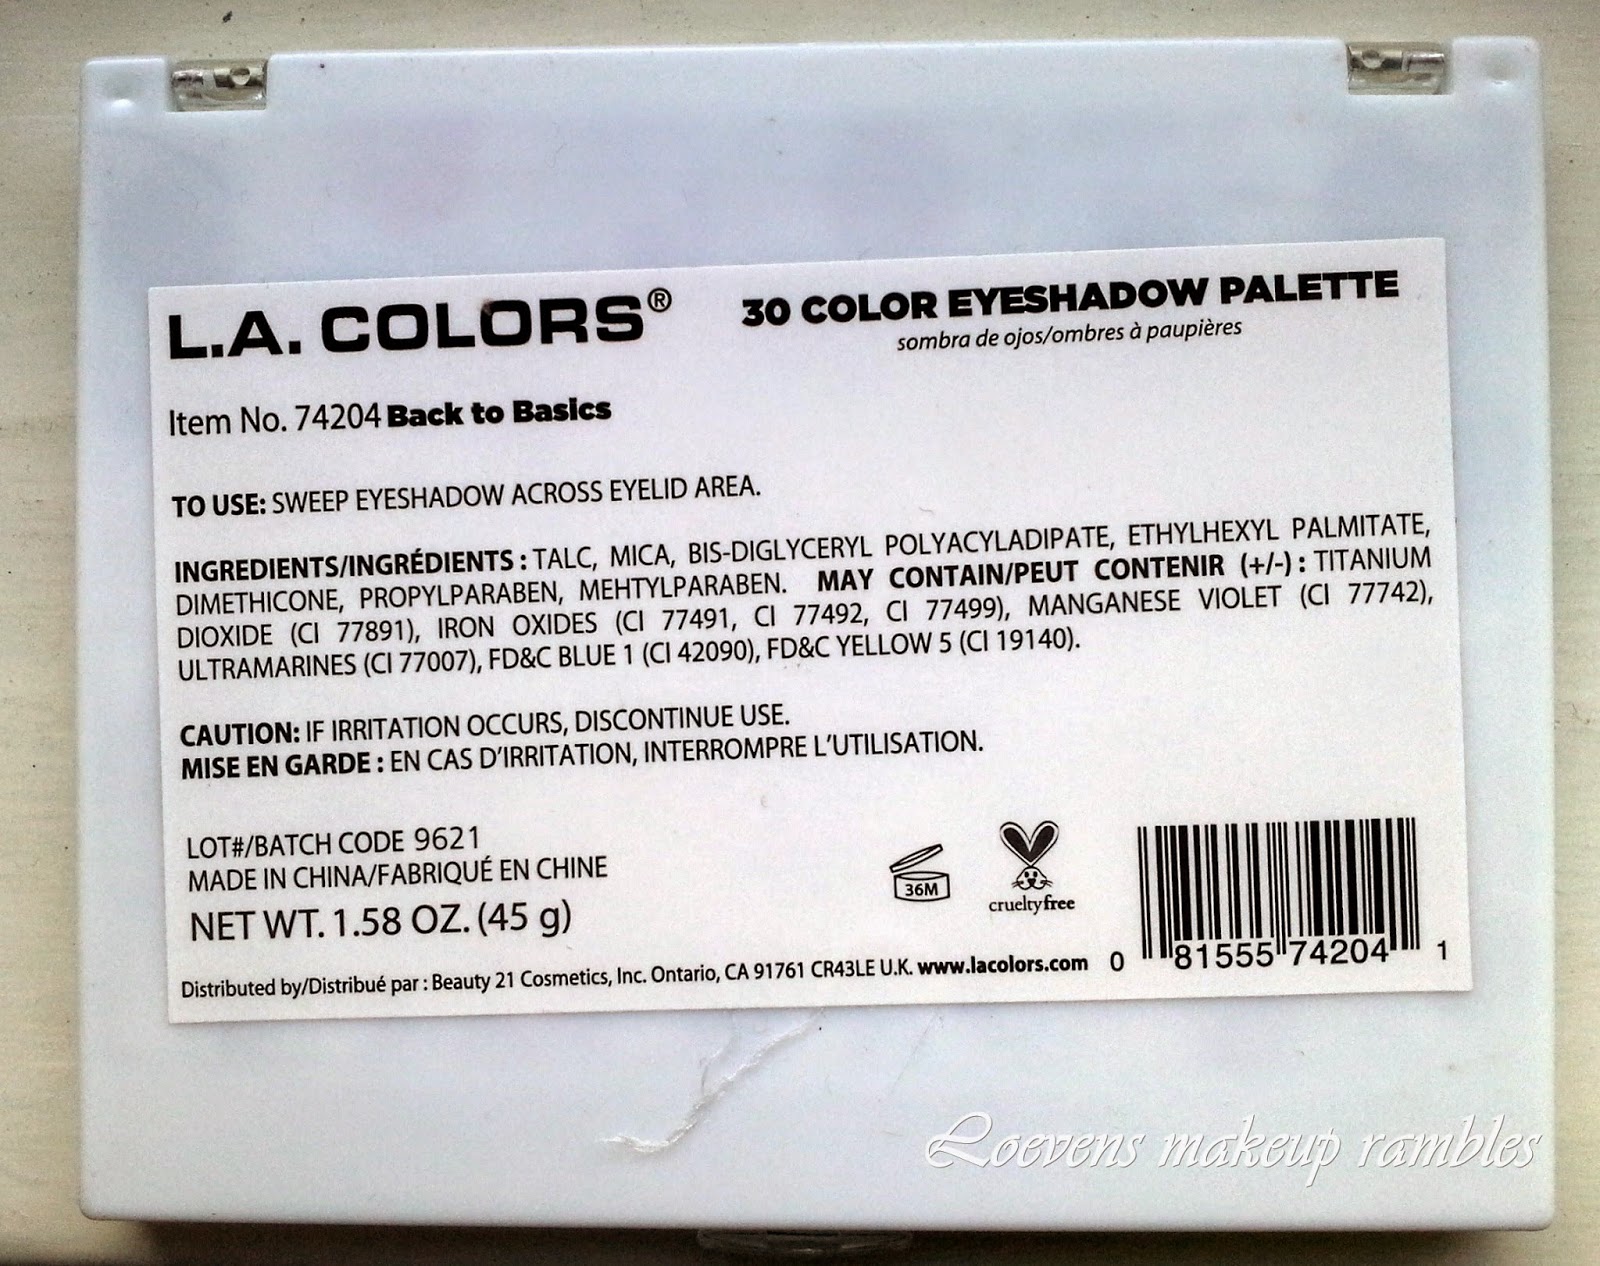 L.A. COLORS®
30 COLOR EYESHADOW PALETTE
sombra de ojos/ombres à paupières
Item No. 74204 Back to Basics
TO USE: SWEEP EYESHADOW ACROSS EYELID AREA.
INGREDIENTS/INGRÉDIENTS : TALC, MICA, BIS-DIGLYCERYL POLYACYLADIPATE, ETHYLHEXYL PALMITATE,
DIMETHICONE, PROPYLPARABEN, MEHTYLPARABEN. MAY CONTAIN/PEUT CONTENIR (+/-) : TITANIUM
DIOXIDE (CI 77891), IRON OXIDES (CI 77491, CI 77492, CI 77499), MANGANESE VIOLET (CI 77742),
ULTRAMARINES (CI 77007), FD&C BLUE 1 (CI 42090), FD&C YELLOW 5 (CI 19140).
CAUTION: IF IRRITATION OCCURS, DISCONTINUE USE.
MISE EN GARDE : EN CAS D'IRRITATION, INTERROMPRE L'UTILISATION.
LOT#/BATCH CODE 9621
MADE IN CHINA/FABRIQUÉ EN CHINE
NET WT. 1.58 OZ. (45 g)
36M
crueltyfree
Distributed by/Distribué par : Beauty 21 Cosmetics, Inc. Ontario, CA 91761 CR43LE U.K. www.lacolors.com
0 81555 74204 1
Loevens makeup rambles